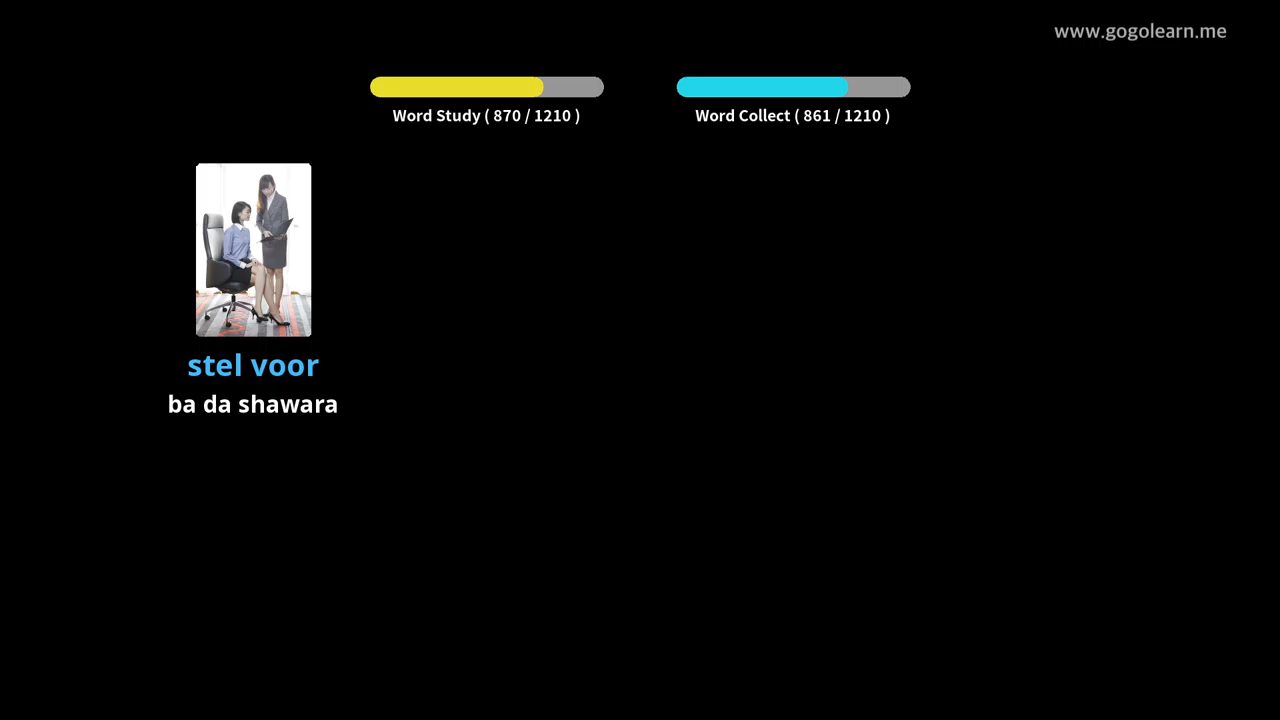 www.gogolearn.me
Word Study ( 870 / 1210 )
Word Collect ( 861 / 1210 )
stel voor
ba da shawara